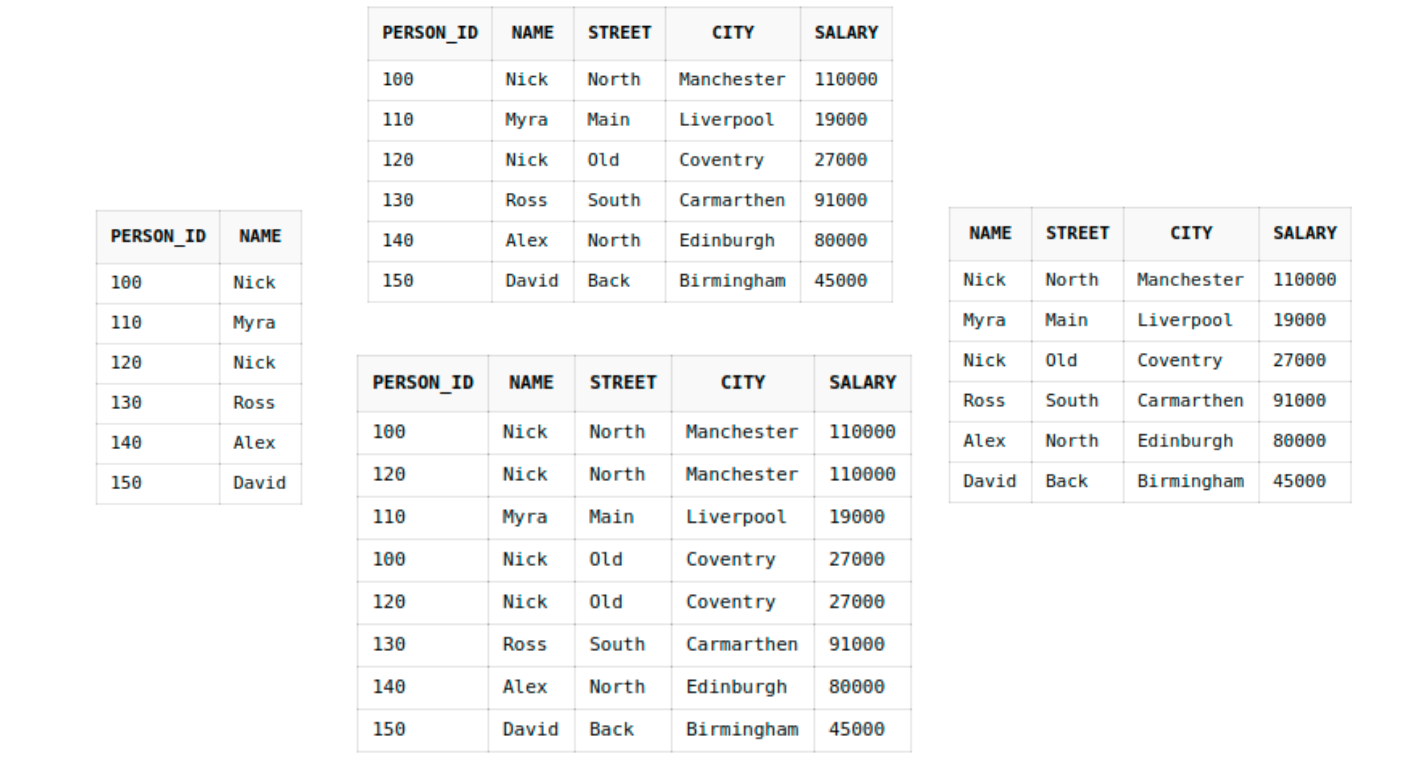 PERSON_ID NAME STREET CITY SALARY
100 Nick North Manchester 110000
110 Myra Main Liverpool 19000
120 Nick Old Coventry 27000
130 Ross South Carmarthen 91000
140 Alex North Edinburgh 80000
150 David Back Birmingham 45000
PERSON_ID NAME
100 Nick
110 Myra
120 Nick
130 Ross
140 Alex
150 David
NAME STREET CITY SALARY
Nick North Manchester 110000
Myra Main Liverpool 19000
Nick Old Coventry 27000
Ross South Carmarthen 91000
Alex North Edinburgh 80000
David Back Birmingham 45000
PERSON_ID NAME STREET CITY SALARY
100 Nick North Manchester 110000
120 Nick North Manchester 110000
110 Myra Main Liverpool 19000
100 Nick Old Coventry 27000
120 Nick Old Coventry 27000
130 Ross South Carmarthen 91000
140 Alex North Edinburgh 80000
150 David Back Birmingham 45000